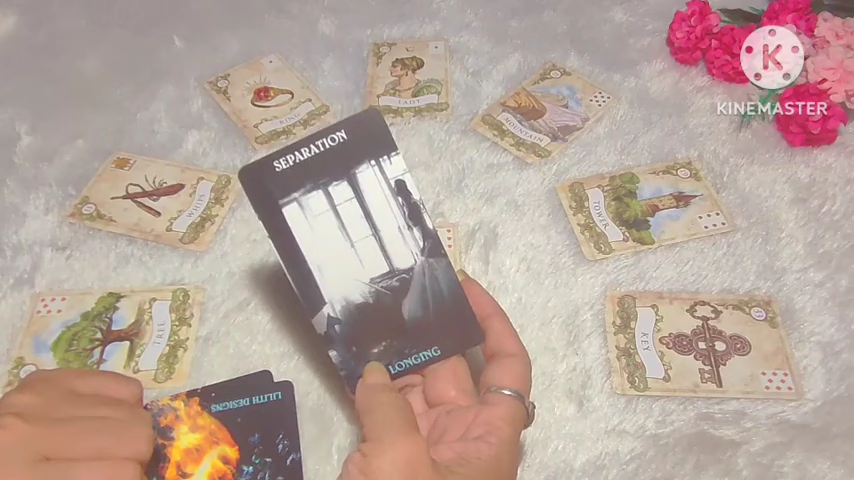 K
KINEMASTER
RING
LADY
MOUNTAIN
SEPARATION
WHIPS
TOWER
TREE
KEY
LONGING
LILITH DESIGNS